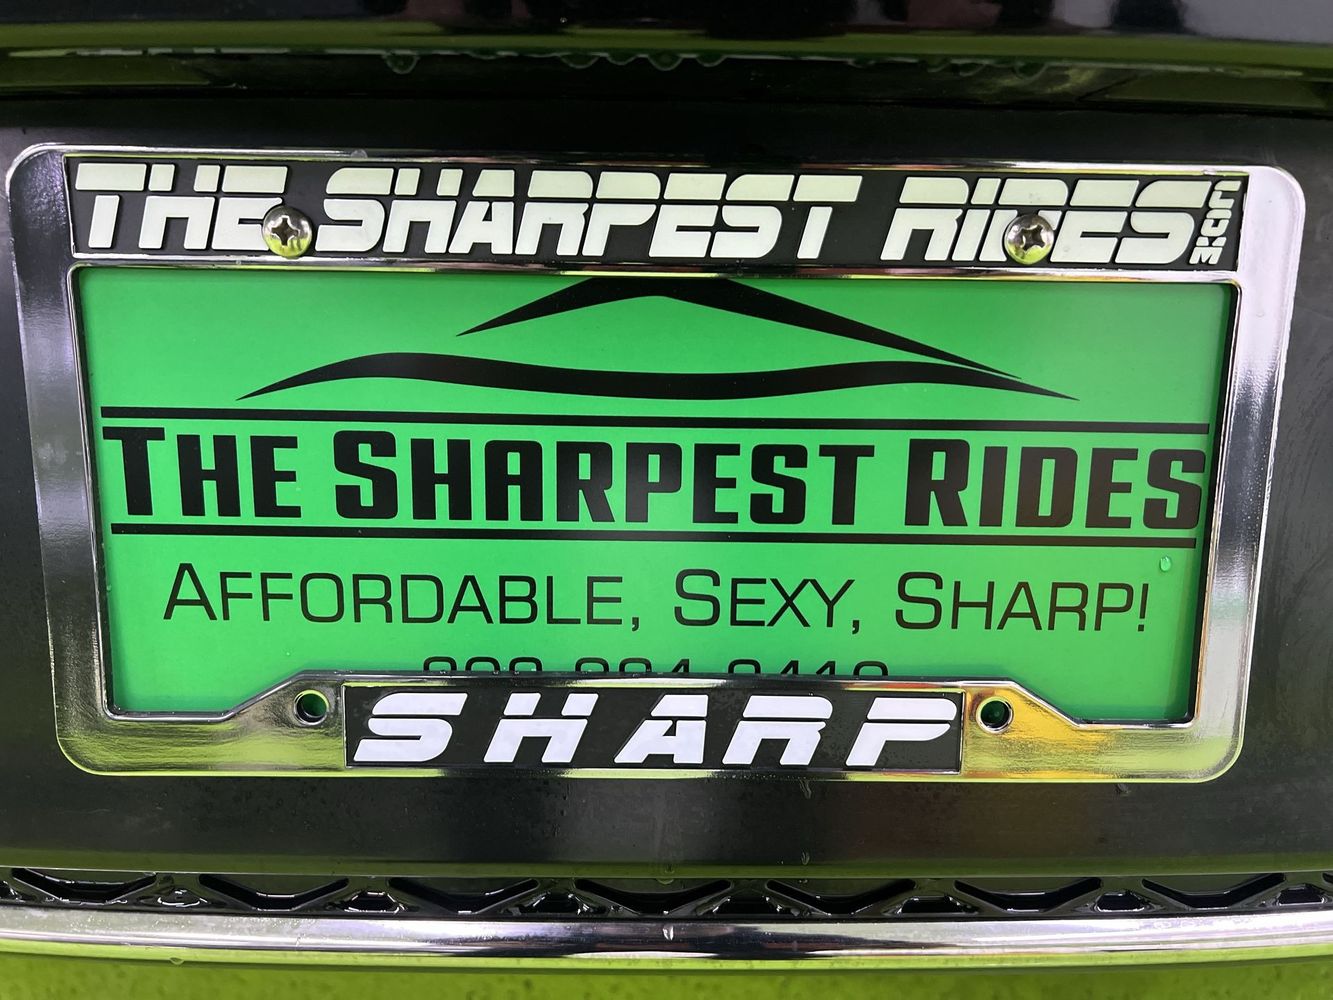 THE SHARPEST RIDES.COM
THE SHARPEST RIDES
AFFORDABLE, SEXY, SHARP!
SHARP